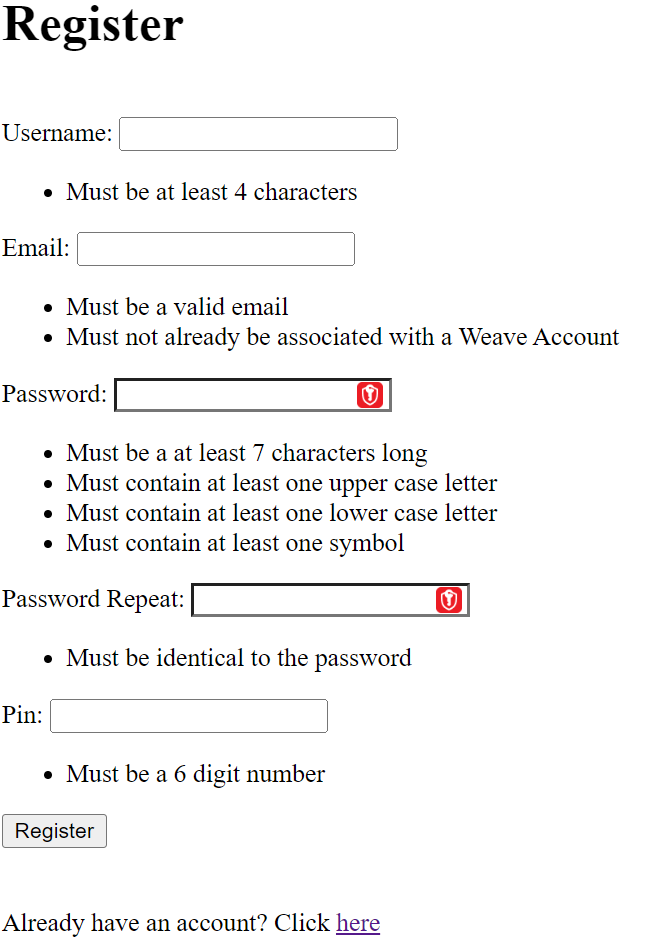 Register
Username:
Must be at least 4 characters
Email:
Must be a valid email
Must not already be associated with a Weave Account
Password:
Must be a at least 7 characters long
Must contain at least one upper case letter
Must contain at least one lower case letter
Must contain at least one symbol
Password Repeat:
Must be identical to the password
Pin:
Must be a 6 digit number
Register
Already have an account? Click here